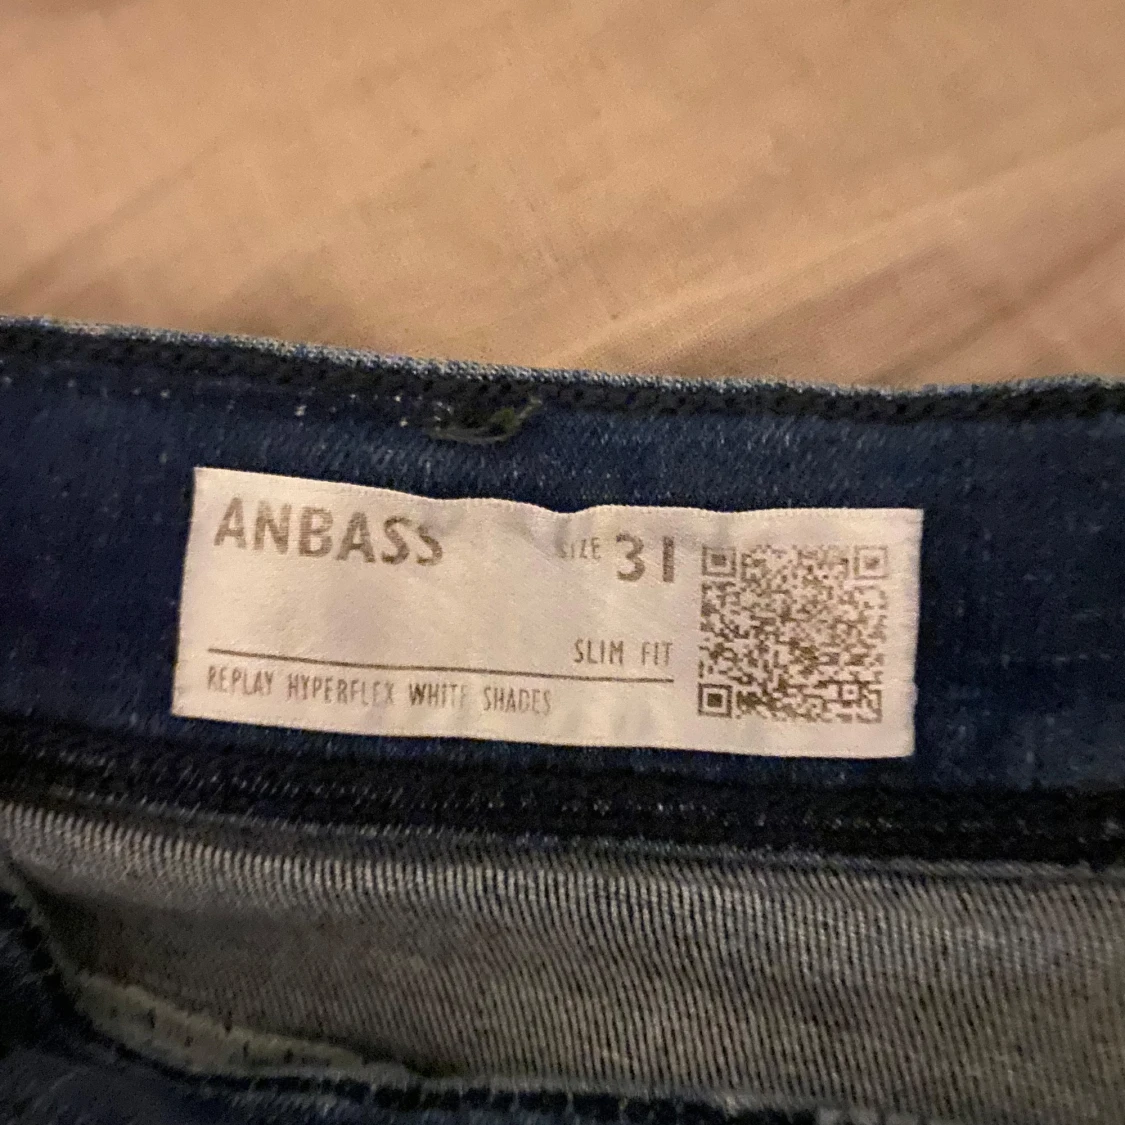 ANBASS
SIZE 31
SLIM FIT
REPLAY HYPERFLEX WHITE SHADES